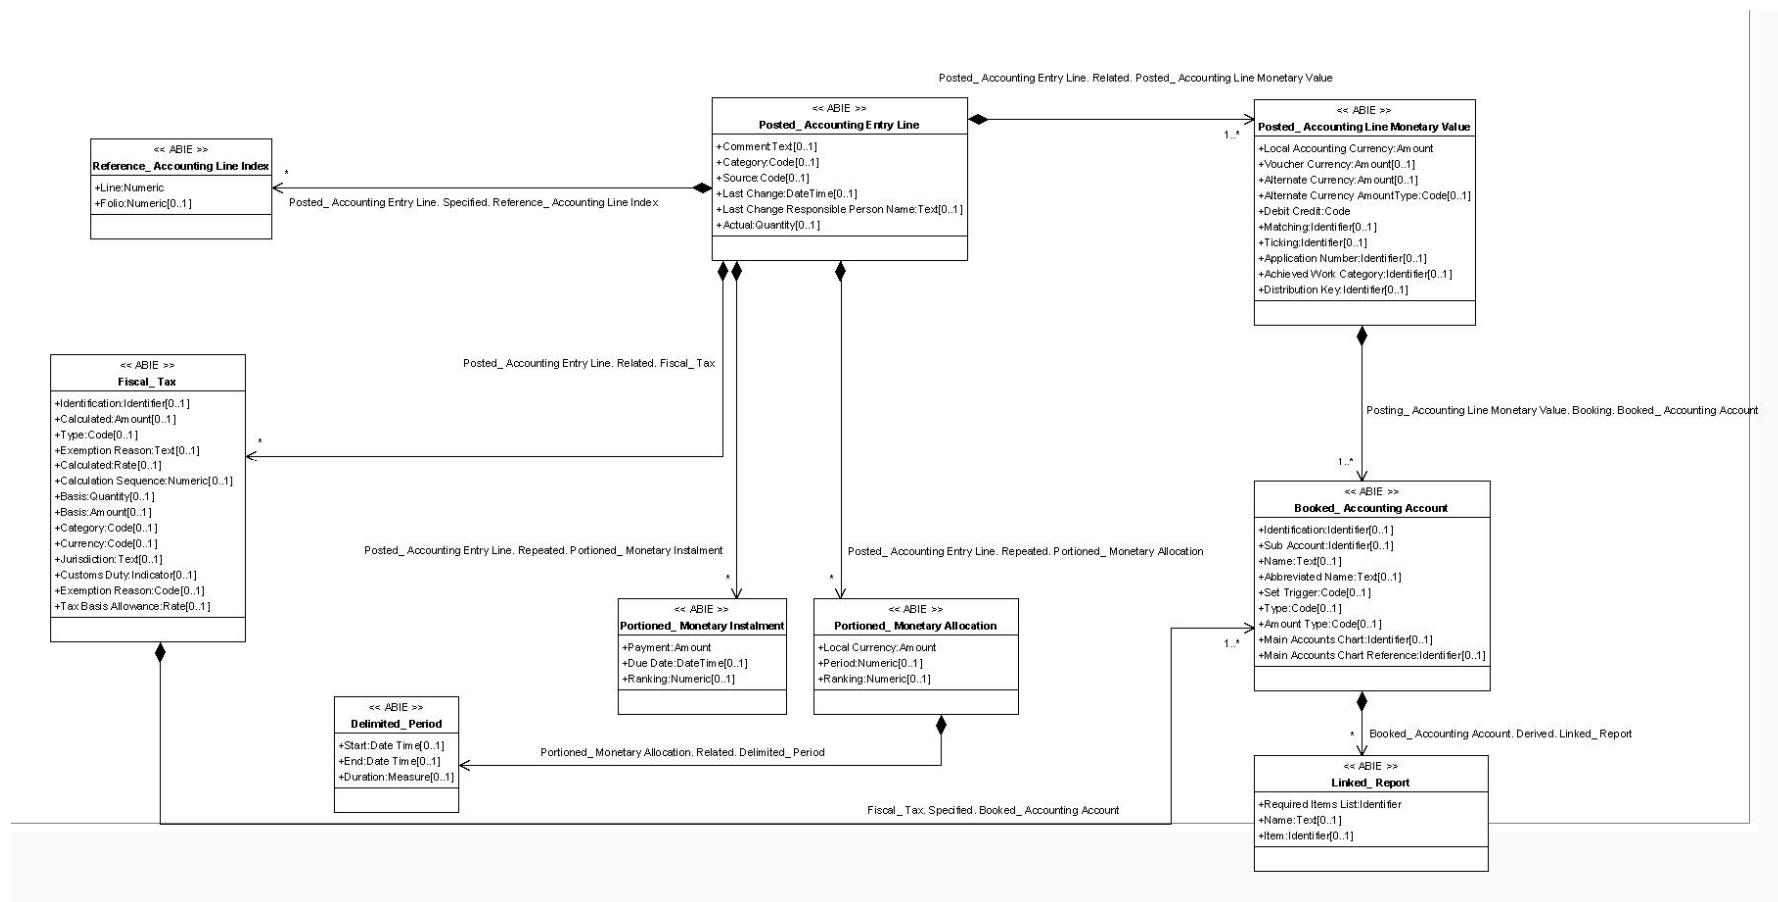 Posted_ Accounting Entry Line. Related. Posted_ Accounting Line Monetary Value
<< ABIE >>
Posted_ Accounting Entry Line
+Comment:Text[0..1]
+Category:Code[0..1]
+Source:Code[0..1]
+Last Change:DateTime[0..1]
+Last Change Responsible Person Name:Text[0..1]
+Actual:Quantity[0..1]
1..*
<< ABIE >>
Posted_ Accounting Line Monetary Value
+Local Accounting Currency:Amount
+Voucher Currency:Amount[0..1]
+Alternate Currency:Amount[0..1]
+Alternate Currency AmountType:Code[0..1]
+Debit Credit:Code
+Matching:Identifier[0..1]
+Ticking:Identifier[0..1]
+Application Number:Identifier[0..1]
+Achieved Work Category:Identifier[0..1]
+Distribution Key:Identifier[0..1]
<< ABIE >>
Reference_ Accounting Line Index
+Line:Numeric
+Folio:Numeric[0..1]
*
Posted_ Accounting Entry Line. Specified. Reference_ Accounting Line Index
<< ABIE >>
Fiscal_ Tax
+Identification:Identifier[0..1]
+Calculated:Amount[0..1]
+Type:Code[0..1]
+Exemption Reason:Text[0..1]
+Calculated:Rate[0..1]
+Calculation Sequence:Numeric[0..1]
+Basis:Quantity[0..1]
+Basis:Amount[0..1]
+Category:Code[0..1]
+Currency:Code[0..1]
+Jurisdiction:Text[0..1]
+Customs Duty:Indicator[0..1]
+Exemption Reason:Code[0..1]
+Tax Basis Allowance:Rate[0..1]
Posted_ Accounting Entry Line. Related. Fiscal_ Tax
*
Posting_ Accounting Line Monetary Value. Booking. Booked_ Accounting Account
1..*
<< ABIE >>
Booked_ Accounting Account
+Identification:Identifier[0..1]
+Sub Account:Identifier[0..1]
+Name:Text[0..1]
+Abbreviated Name:Text[0..1]
+Set Trigger:Code[0..1]
+Type:Code[0..1]
+Amount Type:Code[0..1]
+Main Accounts Chart:Identifier[0..1]
+Main Accounts Chart Reference:Identifier[0..1]
1..*
Posted_ Accounting Entry Line. Repeated. Portioned_ Monetary Instalment
*
Posted_ Accounting Entry Line. Repeated. Portioned_ Monetary Allocation
*
<< ABIE >>
Portioned_ Monetary Instalment
+Payment:Amount
+Due Date:DateTime[0..1]
+Ranking:Numeric[0..1]
<< ABIE >>
Portioned_ Monetary Allocation
+Local Currency:Amount
+Period:Numeric[0..1]
+Ranking:Numeric[0..1]
<< ABIE >>
Delimited_ Period
+Start:Date Time[0..1]
+End:Date Time[0..1]
+Duration:Measure[0..1]
Portioned_ Monetary Allocation. Related. Delimited_ Period
*
Booked_ Accounting Account. Derived. Linked_ Report
<< ABIE >>
Linked_ Report
+Required Items List:Identifier
+Name:Text[0..1]
+Item:Identifier[0..1]
Fiscal_ Tax. Specified. Booked_ Accounting Account